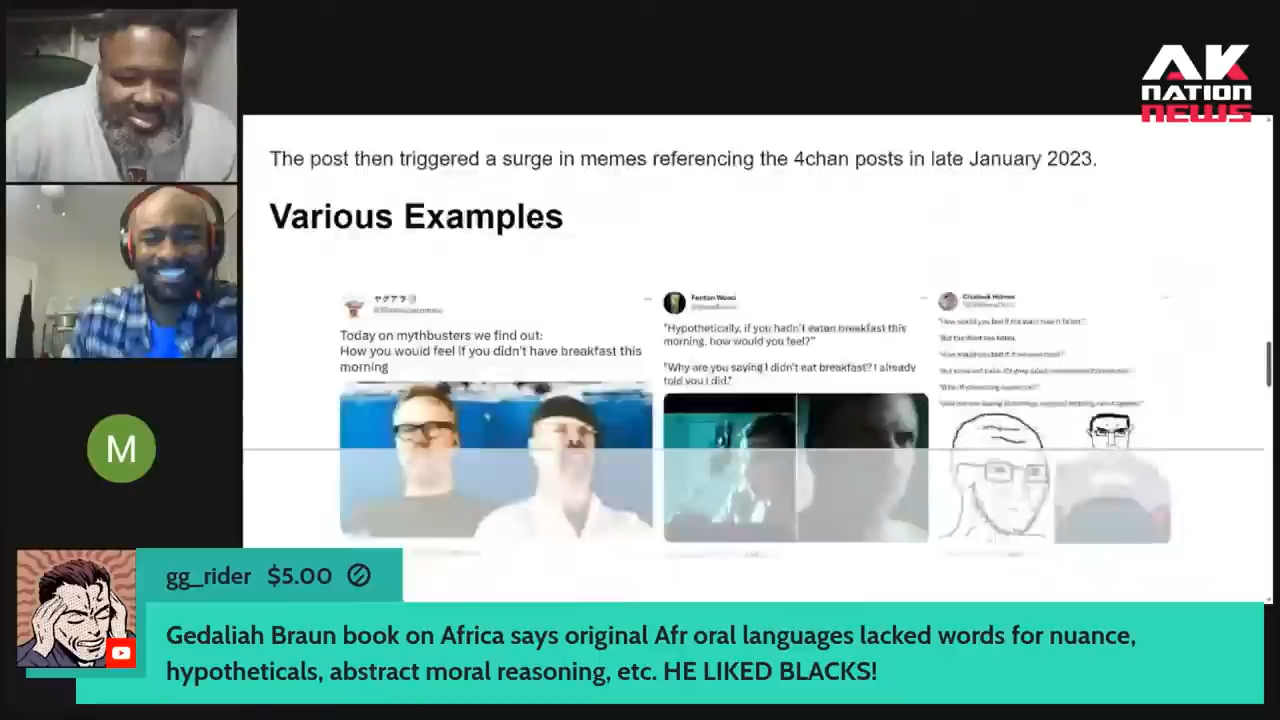 AK
NATION
NEWS
The post then triggered a surge in memes referencing the 4chan posts in late January 2023.
Various Examples
Today on mythbusters we find out:
How you would feel if you didn't have breakfast this
morning
Fenton Wood
"Hypothetically, if you hadn't eaten breakfast this
morning, how would you feel?"
"Why are you saying I didn't eat breakfast? I already
told you I did."
M
gg_rider $5.00
Gedaliah Braun book on Africa says original Afr oral languages lacked words for nuance,
hypotheticals, abstract moral reasoning, etc. HE LIKED BLACKS!